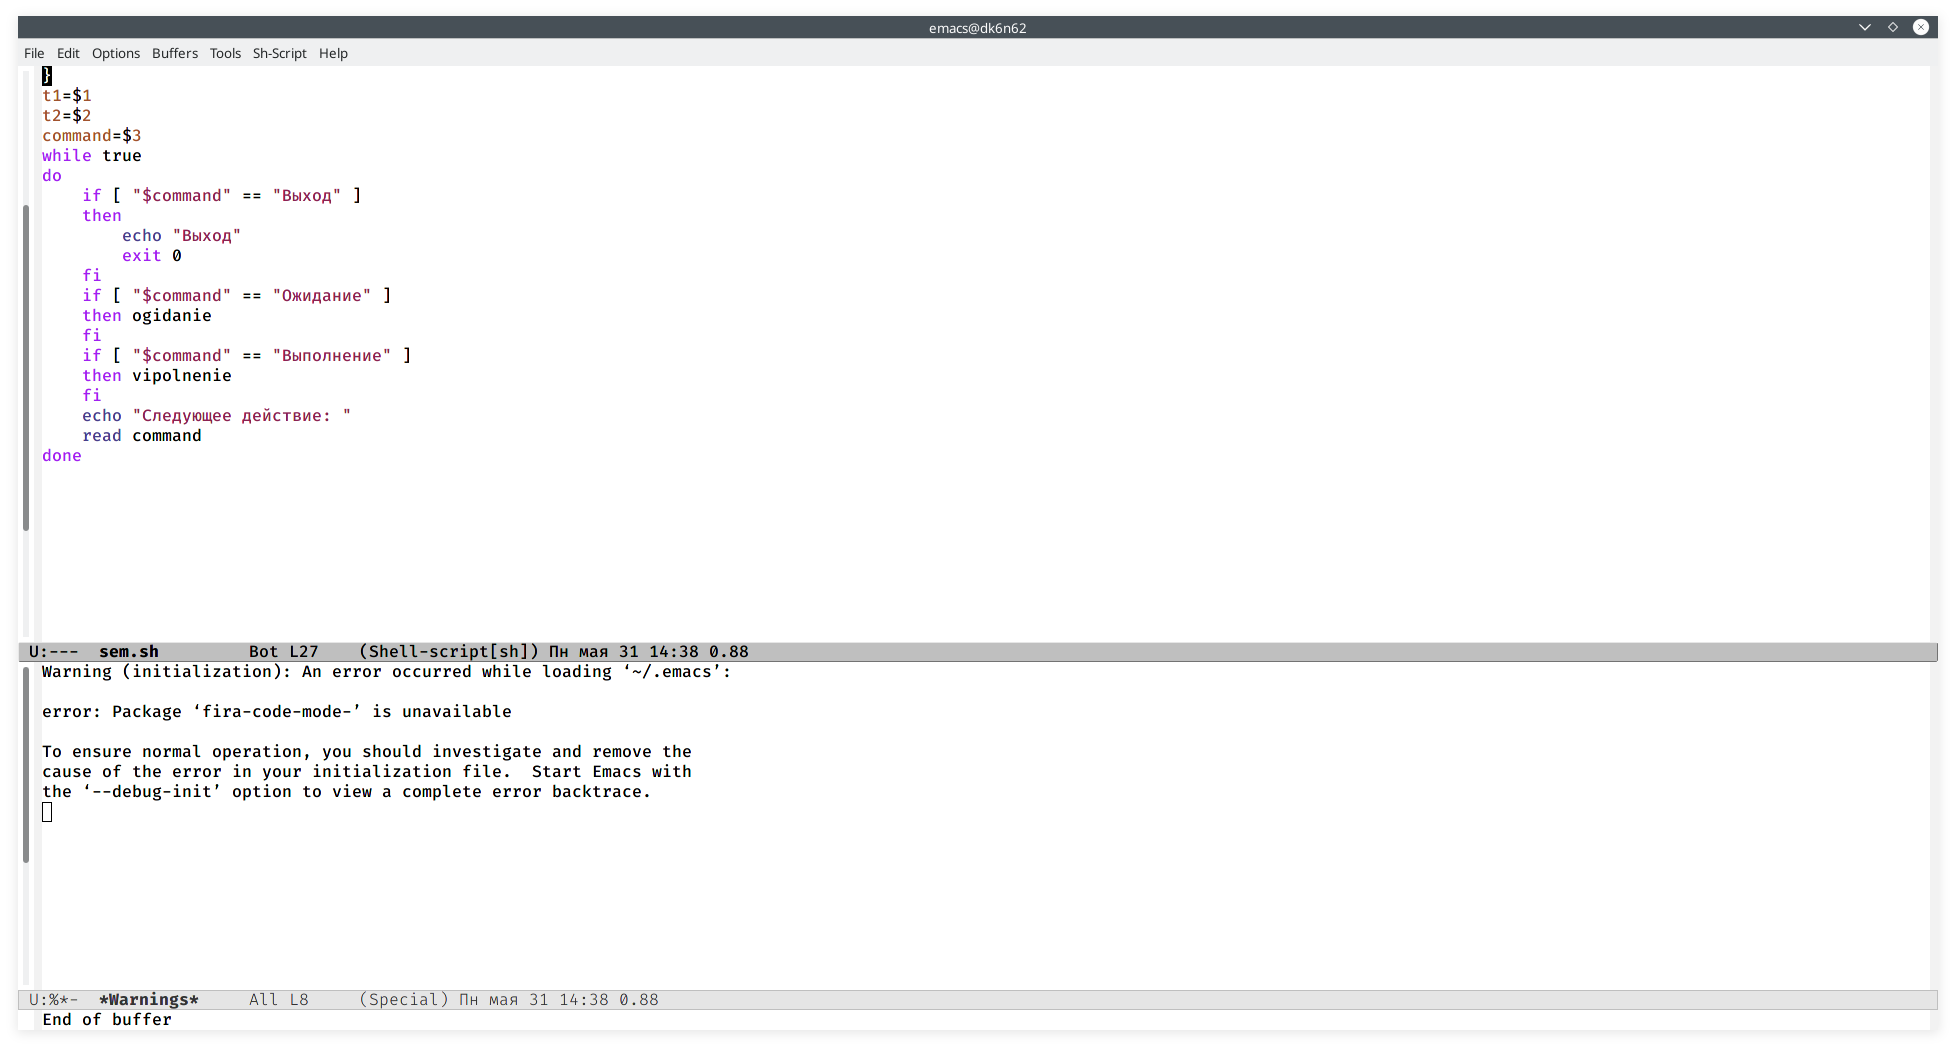 emacs@dk6n62
File Edit Options Buffers Tools Sh-Script Help
}
t1=$1
t2=$2
command=$3
while true
do
    if [ "$command" == "Выход" ]
    then
        echo "Выход"
        exit 0
    fi
    if [ "$command" == "Ожидание" ]
    then ogidanie
    fi
    if [ "$command" == "Выполнение" ]
    then vipolnenie
    fi
    echo "Следующее действие: "
    read command
done
U:---  sem.sh         Bot L27    (Shell-script[sh]) Пн мая 31 14:38 0.88
Warning (initialization): An error occurred while loading ‘~/.emacs’:
error: Package ‘fira-code-mode-’ is unavailable
To ensure normal operation, you should investigate and remove the
cause of the error in your initialization file.  Start Emacs with
the ‘--debug-init’ option to view a complete error backtrace.
U:%*-  *Warnings*     All L8     (Special) Пн мая 31 14:38 0.88
End of buffer